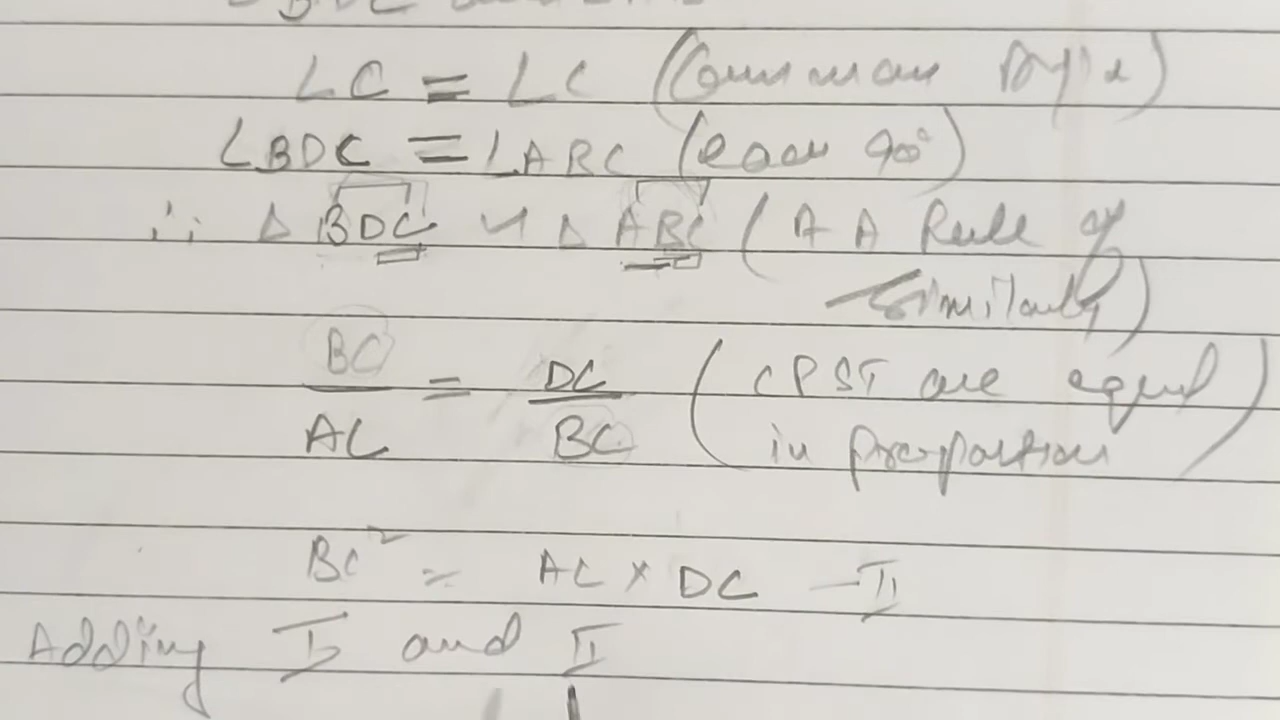 ∠C = ∠C (Common Angle)
∠BDC = ∠ABC (each 90°)
∴ Δ BDC ~ Δ ABC (AA Rule of
Similarity)
BC/AC = DC/BC (CPST are equal
in proportion)
BC² = AC × DC - II
Adding I and II